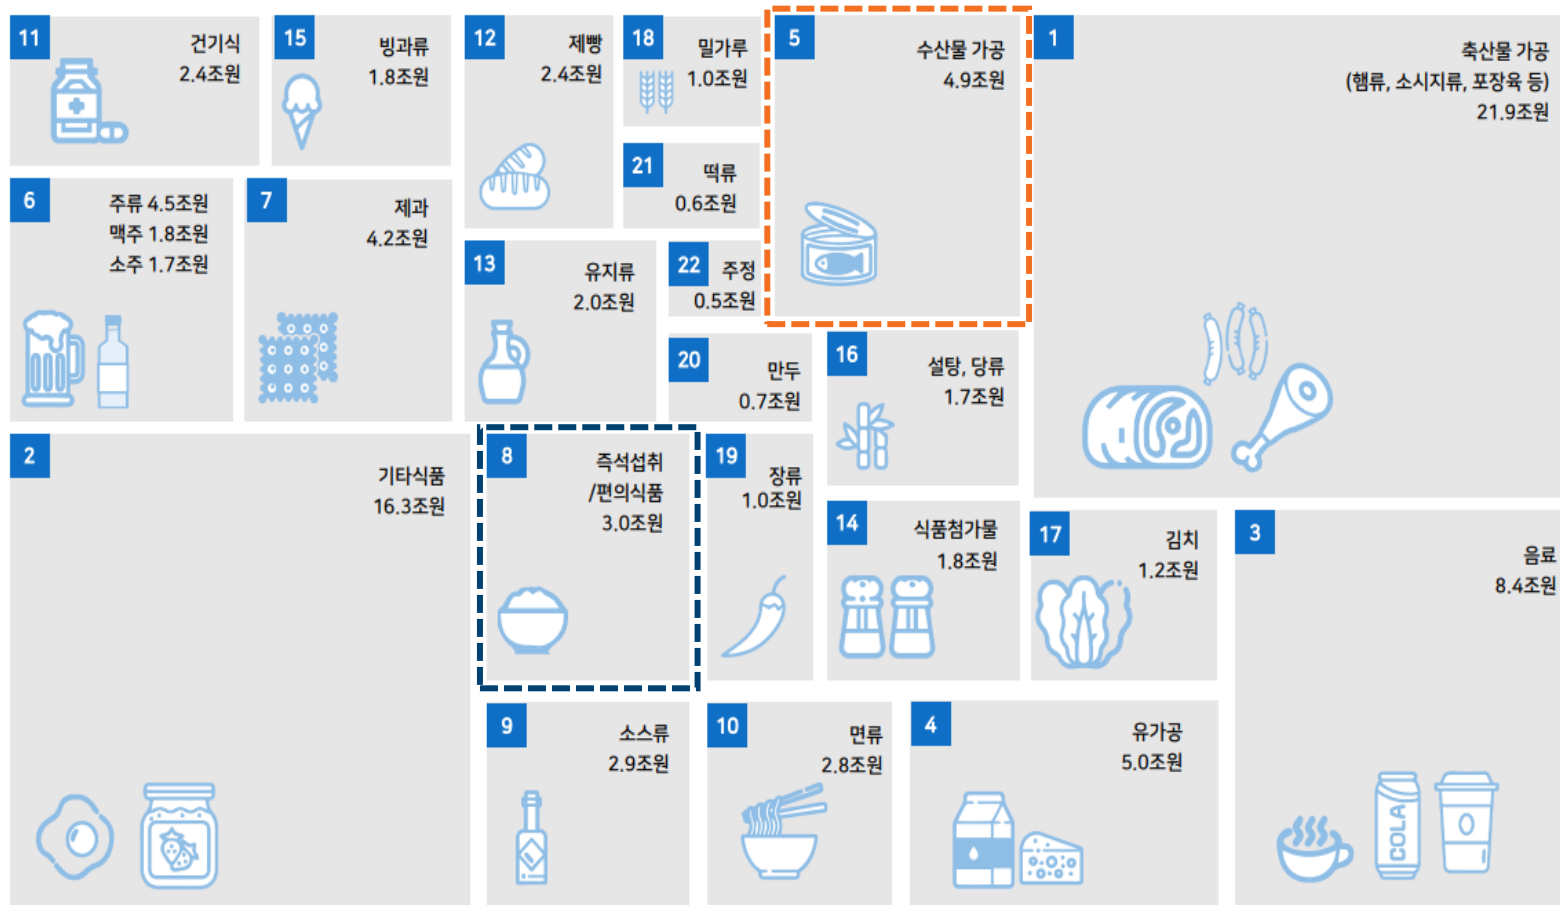 11
건기식
2.4조원
15
빙과류
1.8조원
12
제빵
2.4조원
18
밀가루
1.0조원
21
떡류
0.6조원
5
수산물 가공
4.9조원
1
축산물 가공
(햄류, 소시지류, 포장육 등)
21.9조원
6
주류 4.5조원
맥주 1.8조원
소주 1.7조원
7
제과
4.2조원
13
유지류
2.0조원
22
주정
0.5조원
20
만두
0.7조원
16
설탕, 당류
1.7조원
2
기타식품
16.3조원
8
즉석섭취
/편의식품
3.0조원
19
장류
1.0조원
14
식품첨가물
1.8조원
17
김치
1.2조원
3
음료
8.4조원
COLA
9
소스류
2.9조원
10
면류
2.8조원
4
유가공
5.0조원